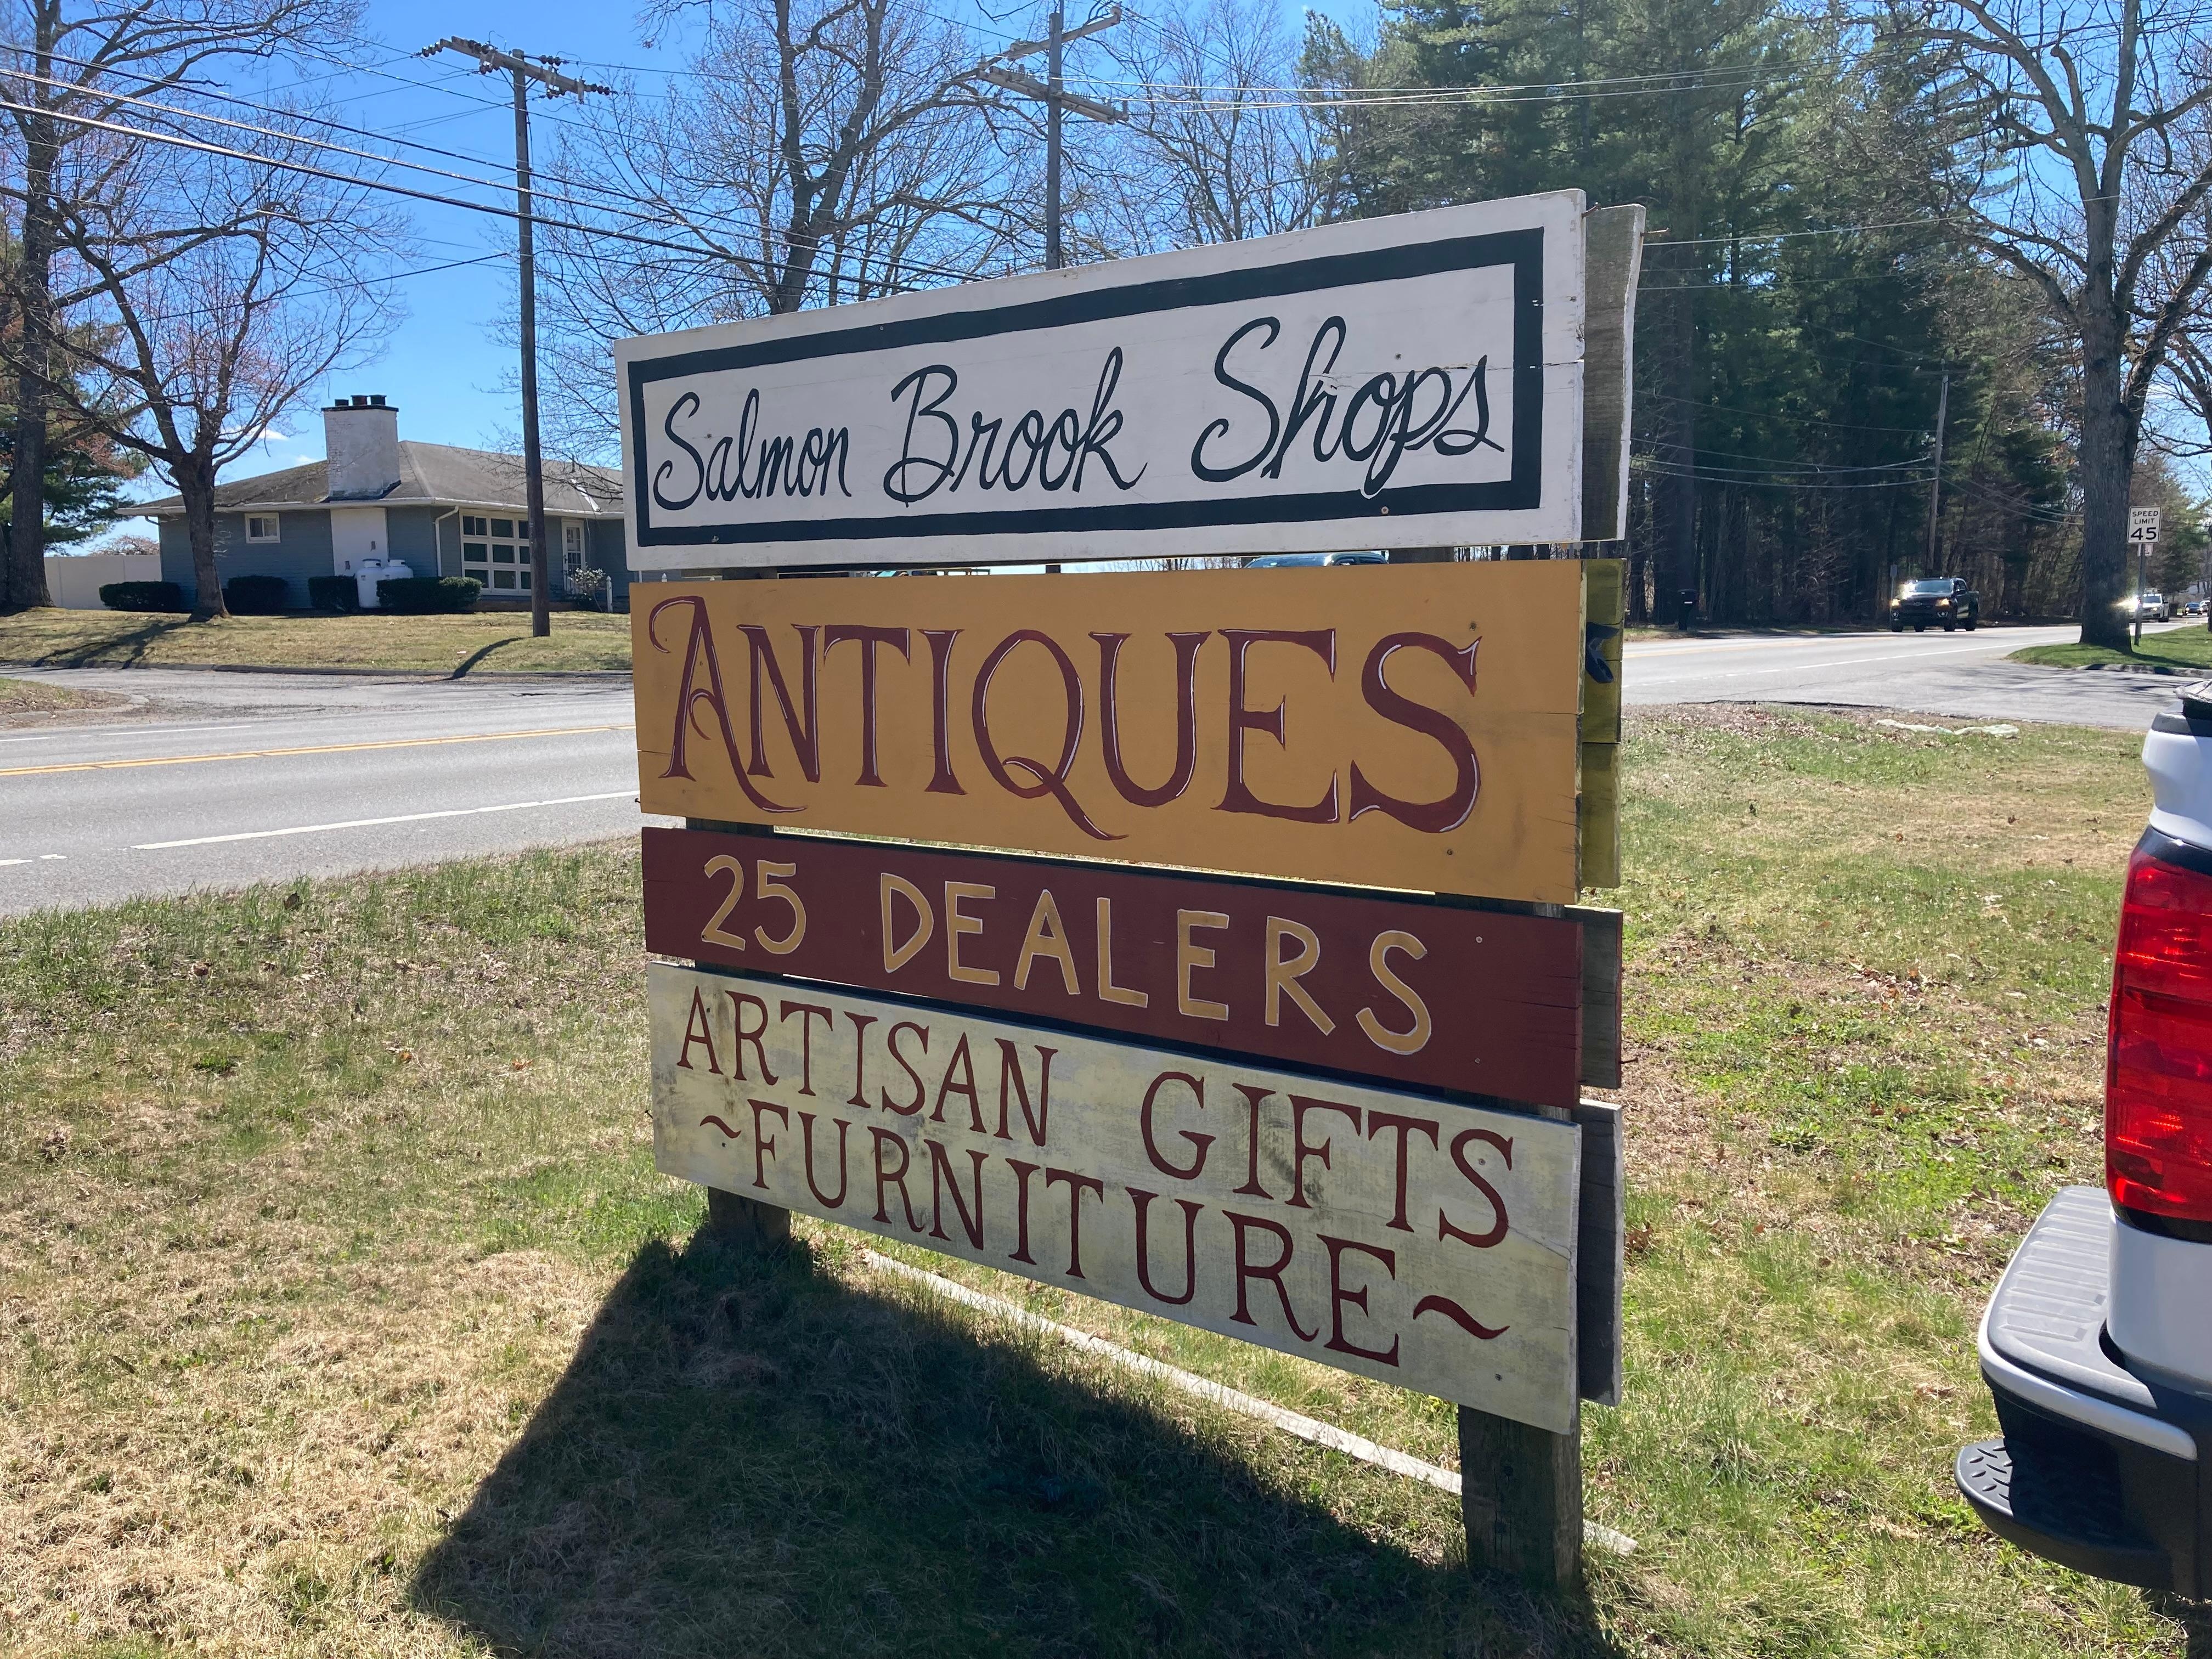 Salmon Brook Shops
ANTIQUES
25 DEALERS
ARTISAN GIFTS
~FURNITURE~
SPEED
LIMIT
45